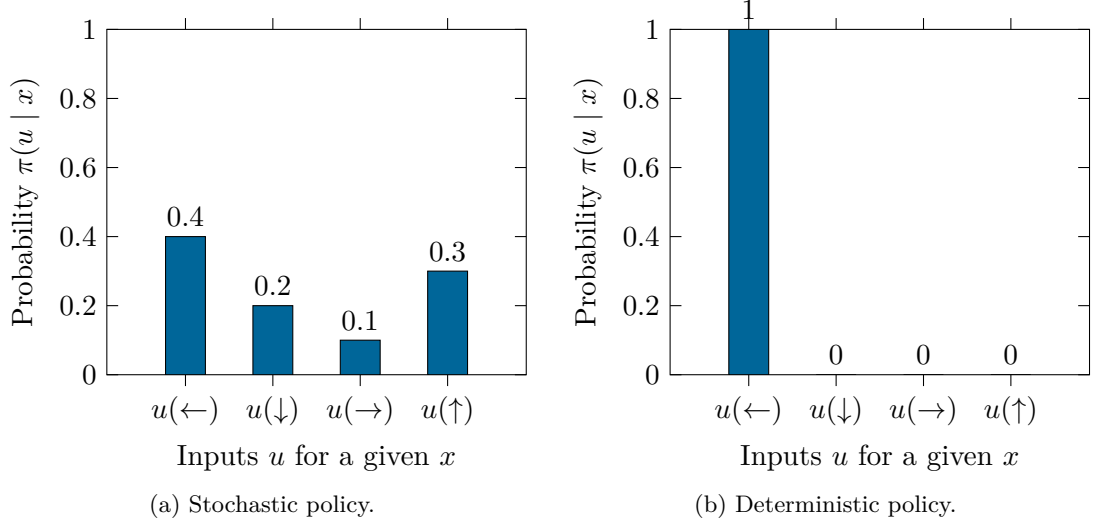 1
0.8
0.6
0.4
0.2
0
Probability π(u | x)
0.4
0.2
0.1
0.3
u(←) u(↓) u(→) u(↑)
Inputs u for a given x
(a) Stochastic policy.
1
0.8
0.6
0.4
0.2
0
Probability π(u | x)
1
0
0
0
u(←) u(↓) u(→) u(↑)
Inputs u for a given x
(b) Deterministic policy.